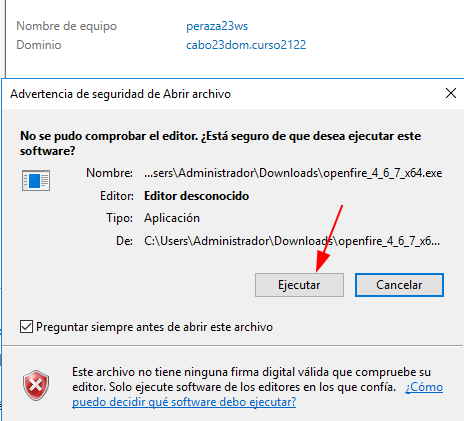 Nombre de equipo peraza23ws
Dominio cabo23dom.curso2122
Advertencia de seguridad de Abrir archivo
No se pudo comprobar el editor. ¿Está seguro de que desea ejecutar este
software?
Nombre: ...sers\Administrador\Downloads\openfire_4_6_7_x64.exe
Editor: Editor desconocido
Tipo: Aplicación
De: C:\Users\Administrador\Downloads\openfire_4_6_7_x6...
Ejecutar Cancelar
Preguntar siempre antes de abrir este archivo
Este archivo no tiene ninguna firma digital válida que compruebe su
editor. Solo ejecute software de los editores en los que confía. ¿Cómo
puedo decidir qué software debo ejecutar?